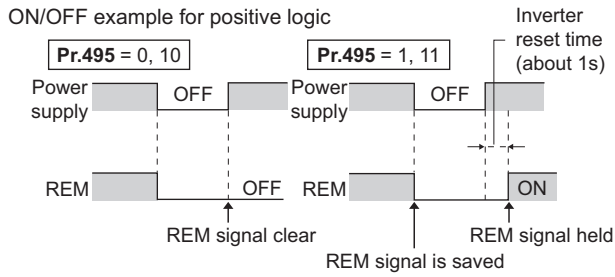 ON/OFF example for positive logic
Inverter
reset time
(about 1s)
Pr.495 = 0, 10
Pr.495 = 1, 11
Power
supply
OFF
Power
supply
OFF
REM
OFF
REM
ON
REM signal clear
REM signal held
REM signal is saved